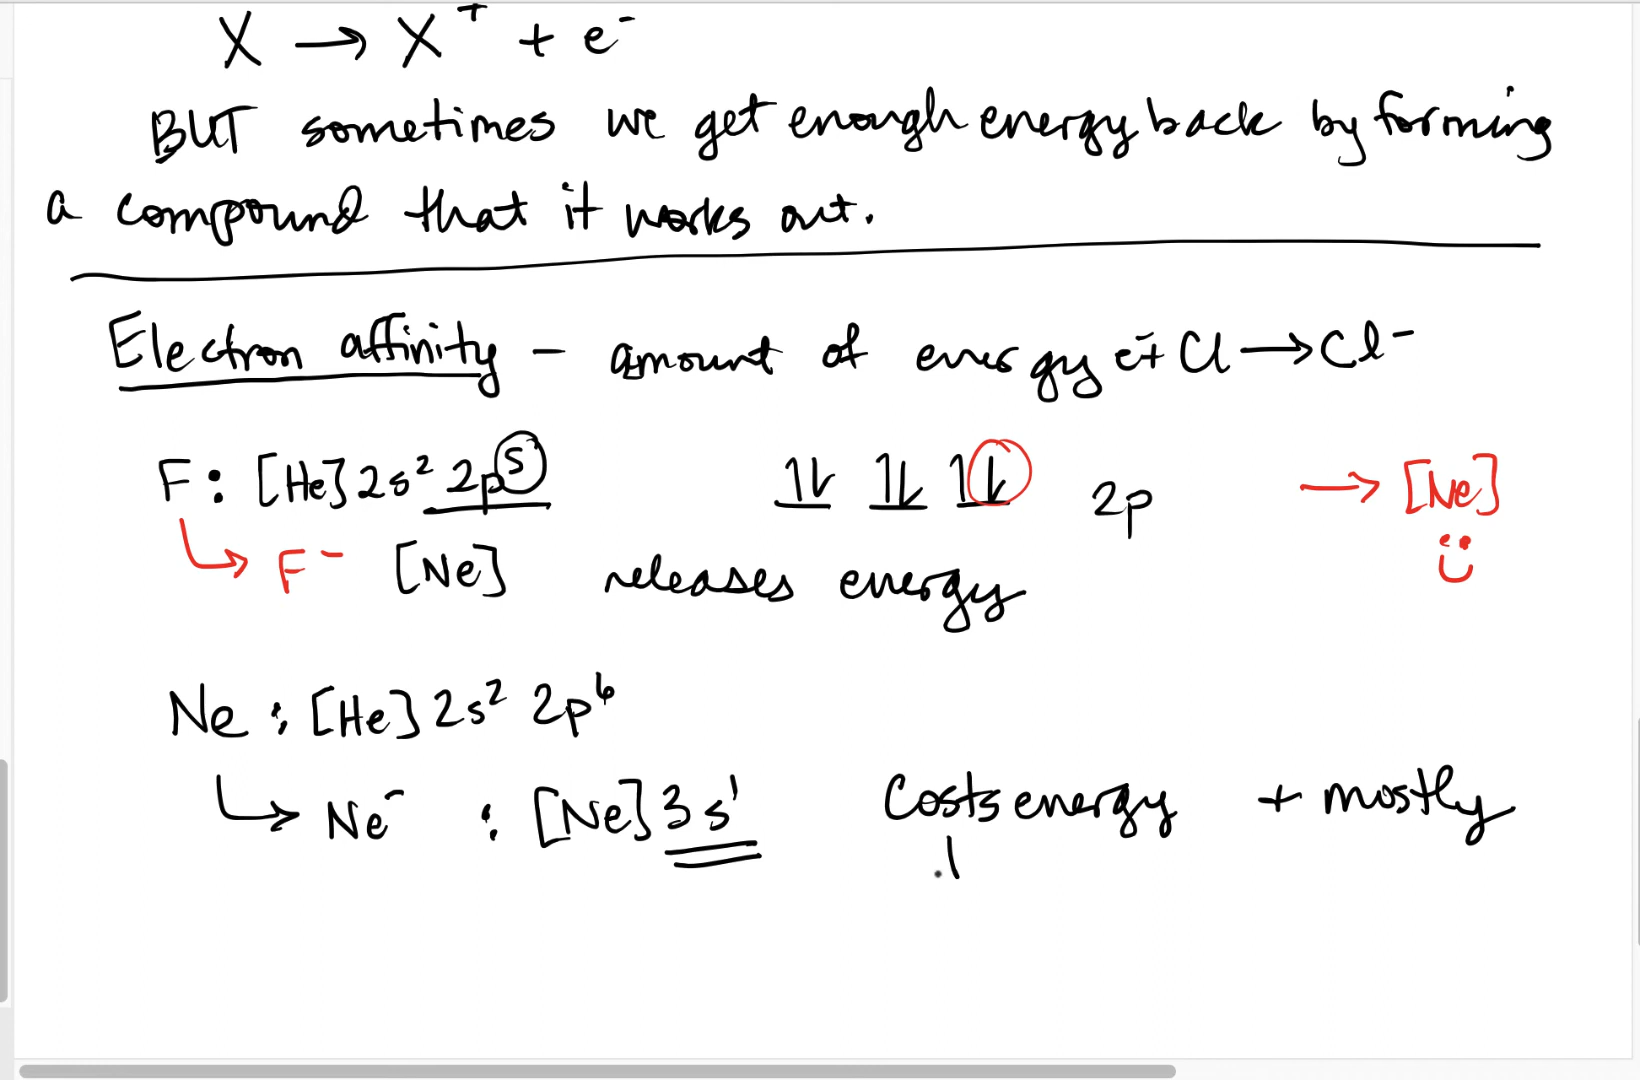 X → X⁺ + e⁻
BUT sometimes we get enough energy back by forming
a compound that it works out.
Electron affinity - amount of energy e⁻ + Cl → Cl⁻
F : [He] 2s² 2p⁵ 1↓ 1↓ 1↓ 2p → [Ne]
↳ F⁻ [Ne] releases energy
Ne : [He] 2s² 2p⁶
↳ Ne⁻ : [Ne] 3s¹ Costs energy + mostly